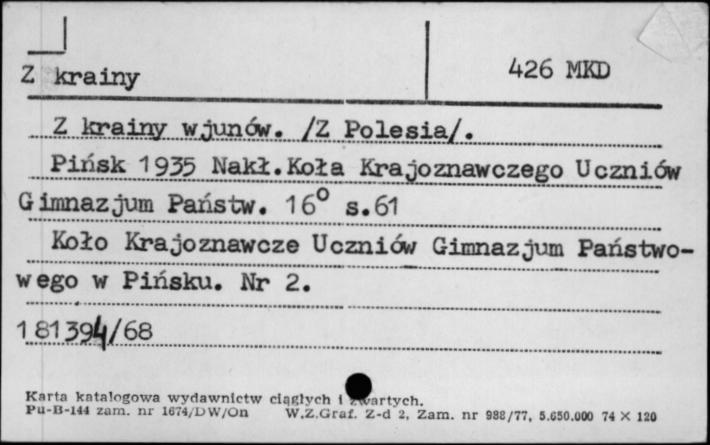 Z krainy
426 MKD
Z krainy wjunów. /Z Polesia/.
Pińsk 1935 Nakł.Koła Krajoznawczego Uczniów
Gimnazjum Państw. 16° s.61
Koło Krajoznawcze Uczniów Gimnazjum Państwo-
wego w Pińsku. Nr 2.
181394/68
Karta katalogowa wydawnictw ciągłych i zwartych.
Pu-B-144 zam. nr 1674/DW/On W.Z.Graf. Z-d 2, Zam. nr 988/77, 5.650.000 74 X 120